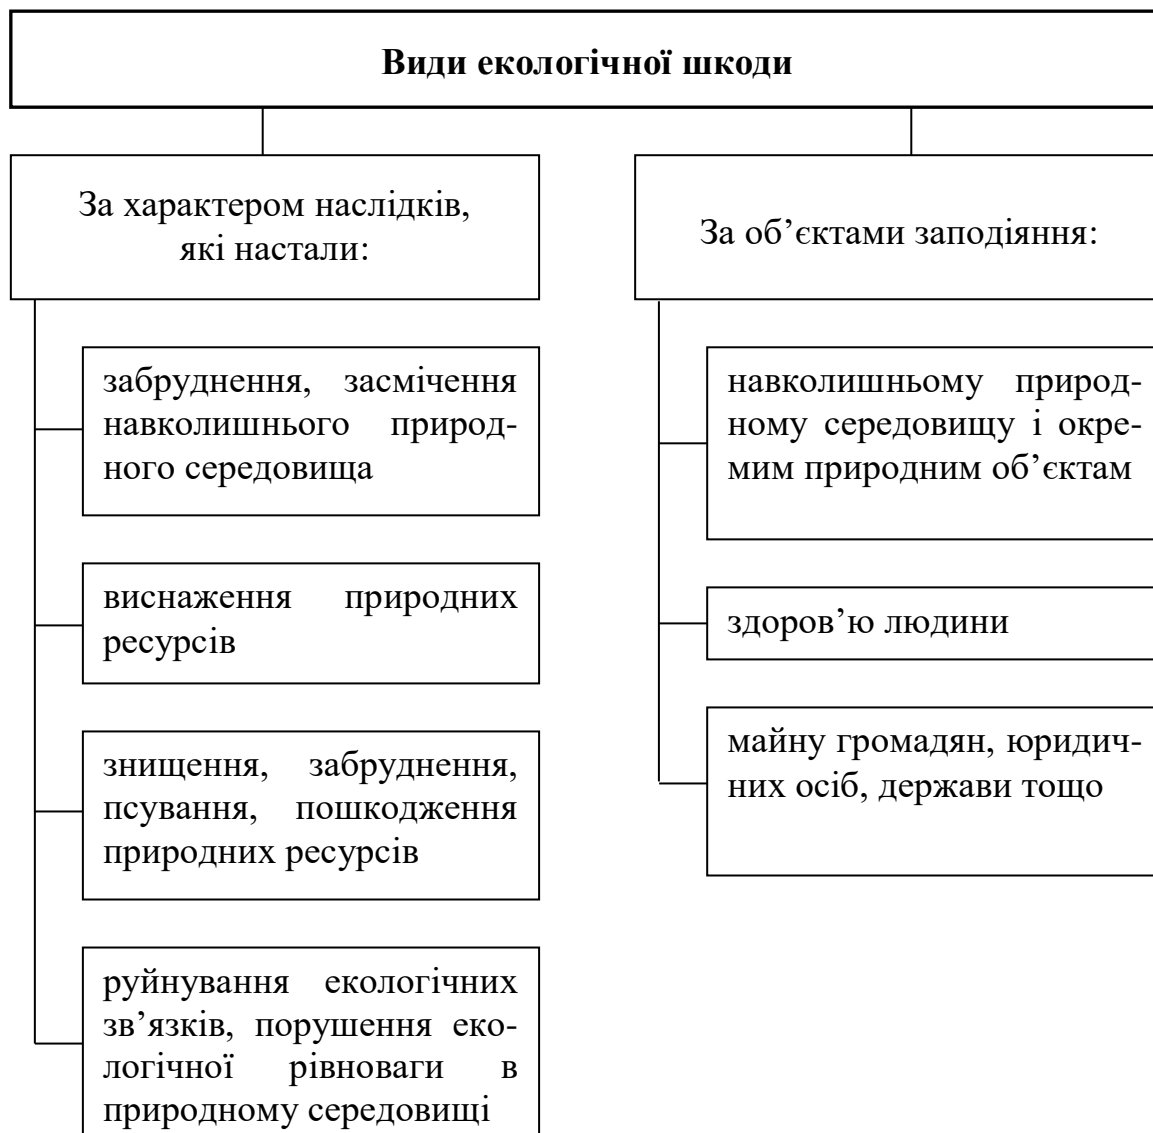 Види екологічної шкоди
За характером наслідків,
які настали:
забруднення, засмічення
навколишнього природ-
ного середовища
виснаження природних
ресурсів
знищення, забруднення,
псування, пошкодження
природних ресурсів
руйнування екологічних
зв’язків, порушення еко-
логічної рівноваги в
природному середовищі
За об’єктами заподіяння:
навколишньому природ-
ному середовищу і окре-
мим природним об’єктам
здоров’ю людини
майну громадян, юридич-
них осіб, держави тощо